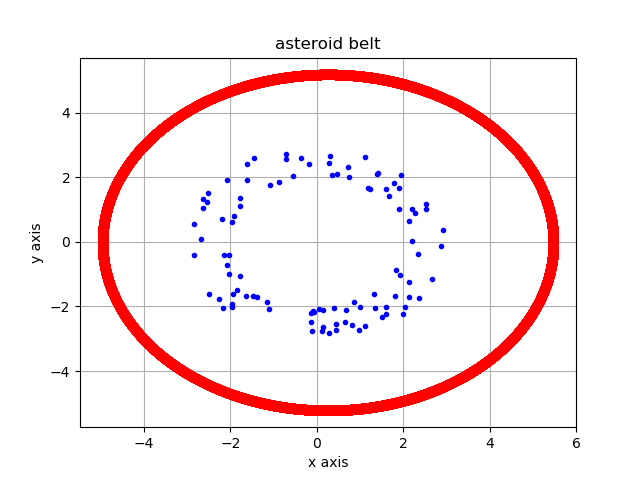 asteroid belt
y axis
4
2
0
−2
−4
−4 −2 0 2 4 6
x axis